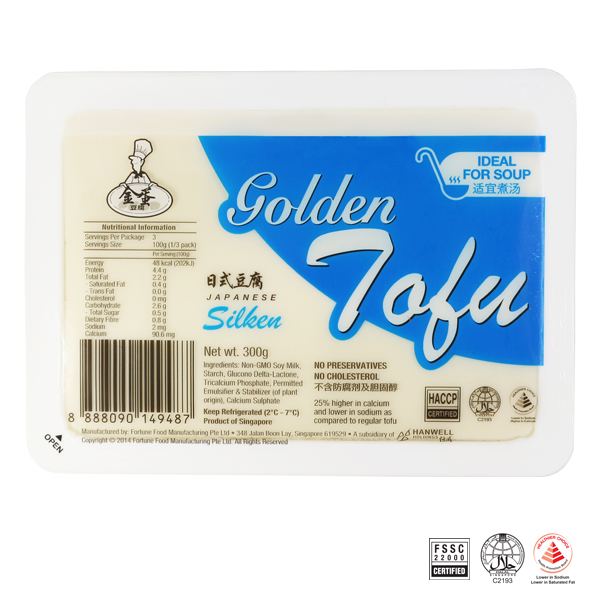 金蛋
豆腐
Nutritional Information
Servings Per Package 3
Servings Size 100g (1/3 pack)
Per Serving (100g)
Energy 48 kcal (202kJ)
Protein 4.4 g
Total Fat 2.2 g
- Saturated Fat 0.4 g
- Trans Fat 0.0 g
Cholesterol 0 mg
Carbohydrate 2.6 g
- Total Sugar 0.5 g
Dietary Fibre 0.8 g
Sodium 2 mg
Calcium 90.6 mg
8 888090 149487
IDEAL
FOR SOUP
适宜煮汤
Golden
Tofu
日式豆腐
JAPANESE
Silken
Net wt. 300g
Ingredients: Non-GMO Soy Milk,
Starch, Glucono Delta-Lactone,
Tricalcium Phosphate, Permitted
Emulsifier & Stabilizer (of plant
origin), Calcium Sulphate
Keep Refrigerated (2°C - 7°C)
Product of Singapore
NO PRESERVATIVES
NO CHOLESTEROL
不含防腐剂及胆固醇
25% higher in calcium
and lower in sodium as
compared to regular tofu
HACCP
CERTIFIED
C2193
Manufactured by: Fortune Food Manufacturing Pte Ltd • 348 Jalan Boon Lay, Singapore 619529 • A subsidiary of HANWELL
HOLDINGS
Copyright © 2014 Fortune Food Manufacturing Pte Ltd. All Rights Reserved
OPEN
FSSC
22000
CERTIFIED
SINGAPORE
C2193
HEALTHIER CHOICE
Lower in Sodium
Lower in Saturated Fat